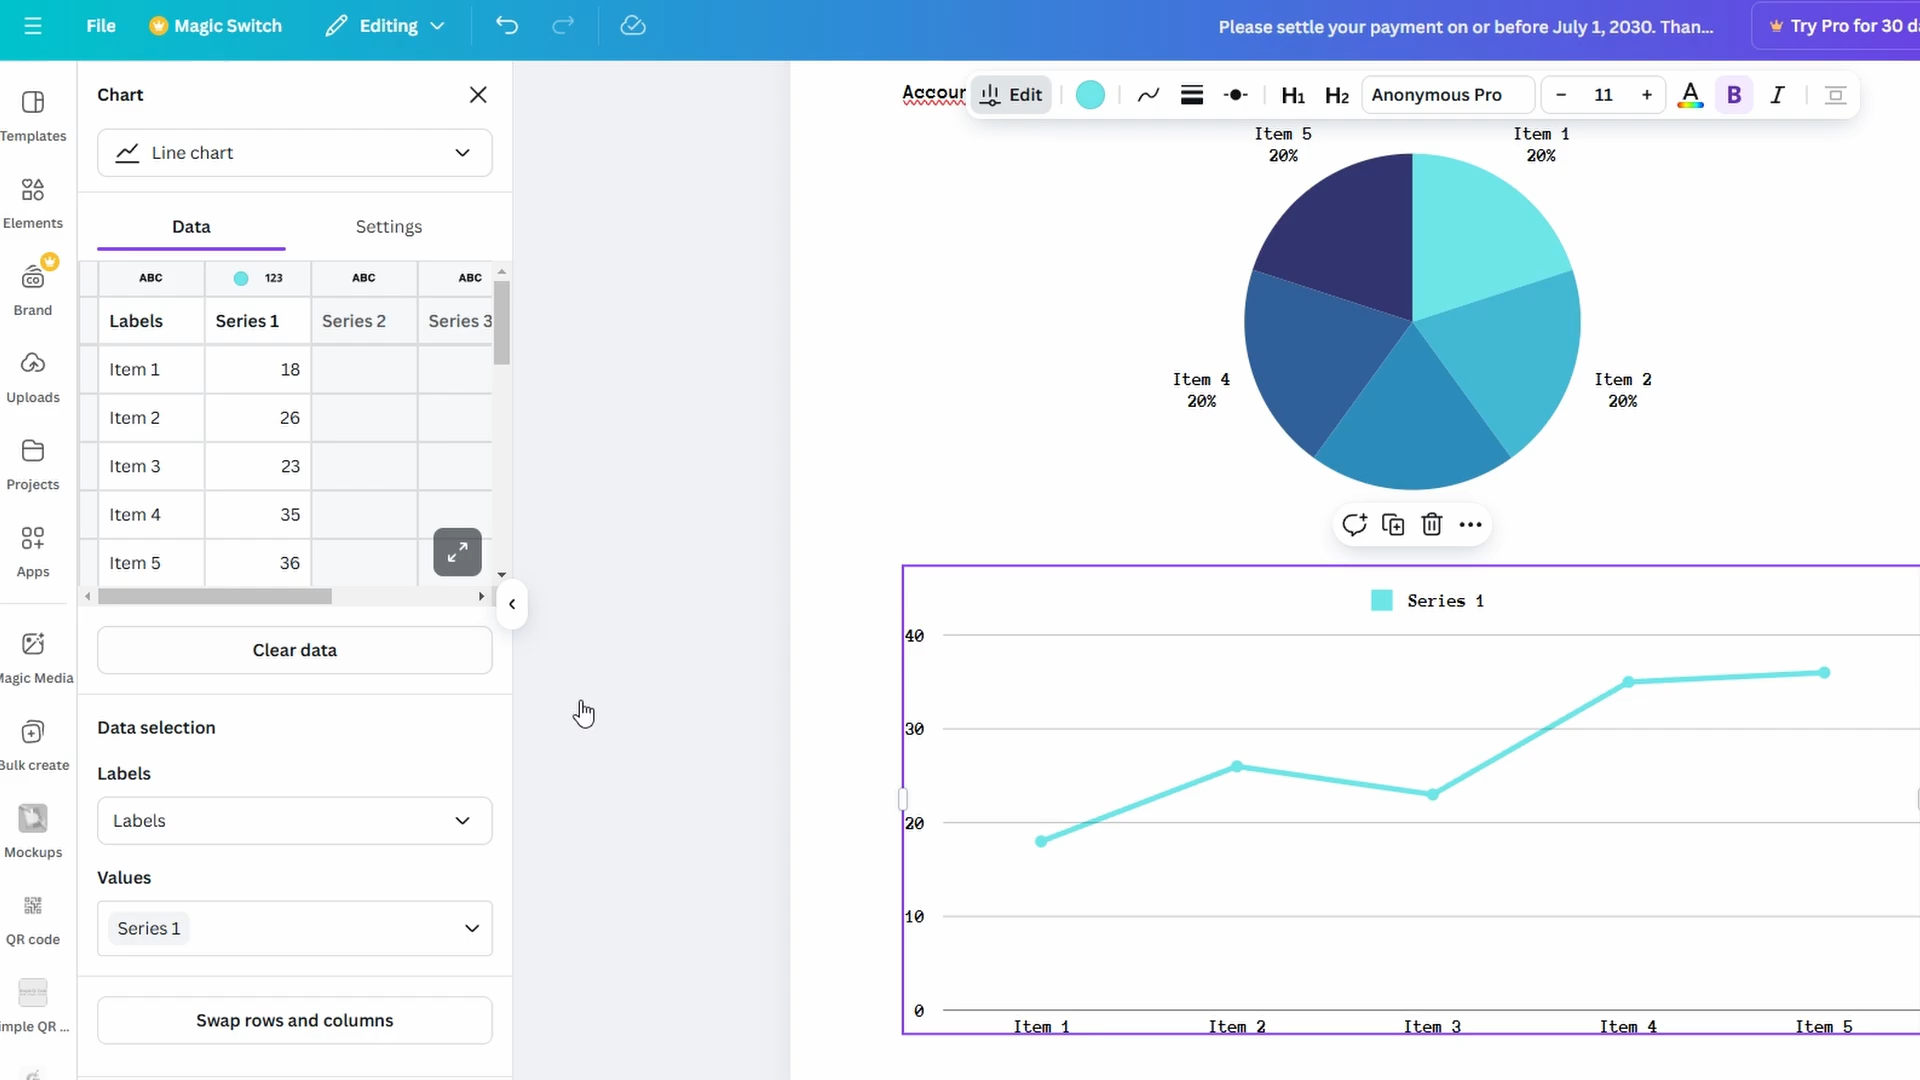 File
Magic Switch
Editing
Please settle your payment on or before July 1, 2030. Than...
Try Pro for 30 da
Templates
Elements
Brand
Uploads
Projects
Apps
Magic Media
Bulk create
Mockups
QR code
imple QR ...
Chart
Line chart
Data
Settings
ABC 123 ABC ABC
Labels Series 1 Series 2 Series 3
Item 1 18
Item 2 26
Item 3 23
Item 4 35
Item 5 36
Clear data
Data selection
Labels
Labels
Values
Series 1
Swap rows and columns
Accoun
Edit
H1
H2
Anonymous Pro
– 11 +
A
B
I
Item 5
20%
Item 1
20%
Item 4
20%
Item 2
20%
Series 1
40
30
20
10
0
Item 1 Item 2 Item 3 Item 4 Item 5